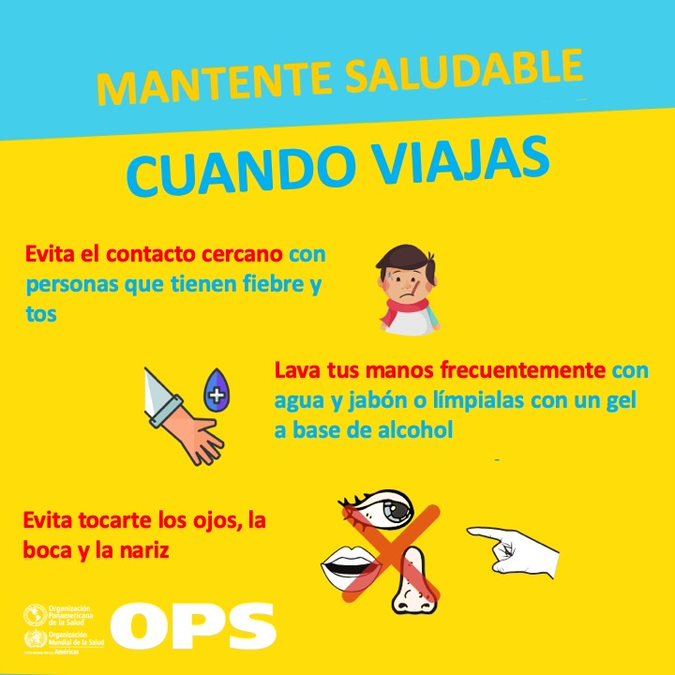 MANTENTE SALUDABLE
CUANDO VIAJAS
Evita el contacto cercano con
personas que tienen fiebre y
tos
Lava tus manos frecuentemente con
agua y jabón o límpialas con un gel
a base de alcohol
Evita tocarte los ojos, la
boca y la nariz
Organización
Panamericana
de la Salud
Organización
Mundial de la Salud
Américas
OPS